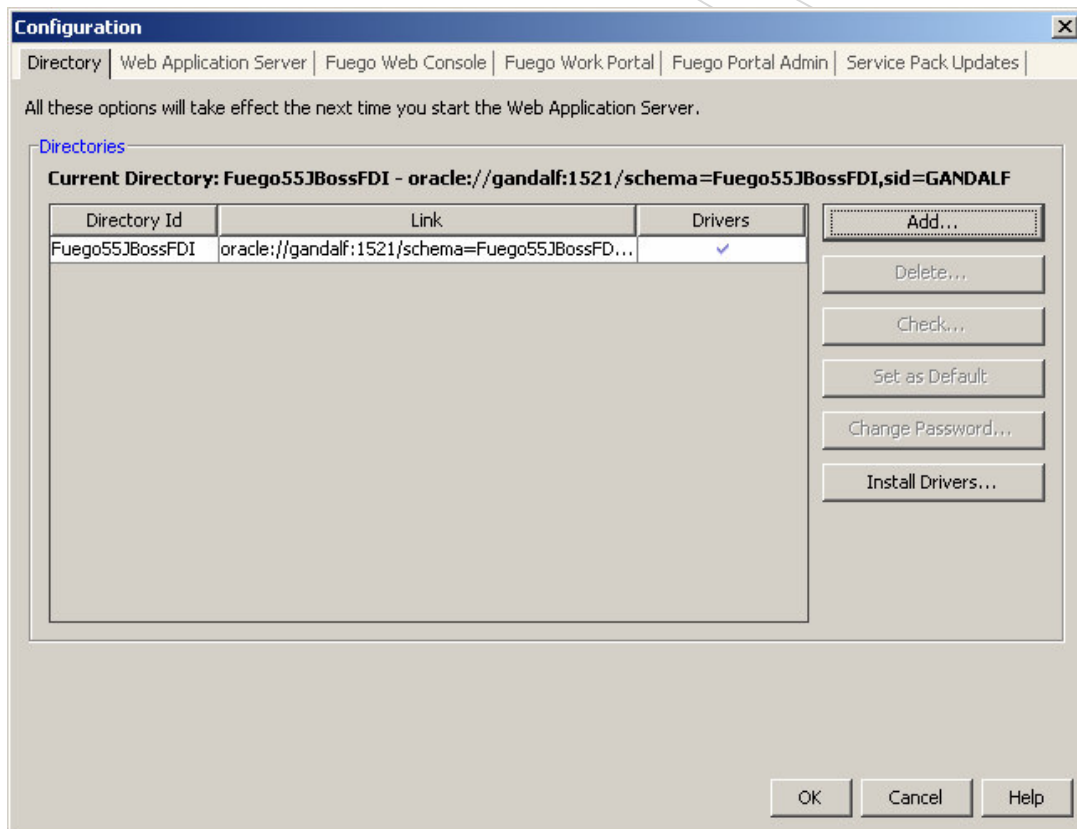 Configuration
Directory Web Application Server Fuego Web Console Fuego Work Portal Fuego Portal Admin Service Pack Updates
All these options will take effect the next time you start the Web Application Server.
Directories
Current Directory: Fuego55JBossFDI - oracle://gandalf:1521/schema=Fuego55JBossFDI,sid=GANDALF
Directory Id Link Drivers
Fuego55JBossFDI oracle://gandalf:1521/schema=Fuego55JBossFD...
Add...
Delete...
Check...
Set as Default
Change Password...
Install Drivers...
OK Cancel Help